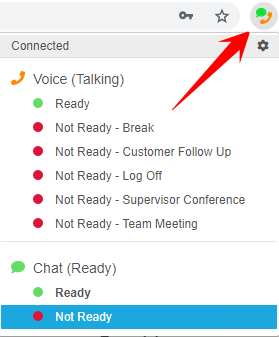 Connected
Voice (Talking)
Ready
Not Ready - Break
Not Ready - Customer Follow Up
Not Ready - Log Off
Not Ready - Supervisor Conference
Not Ready - Team Meeting
Chat (Ready)
Ready
Not Ready